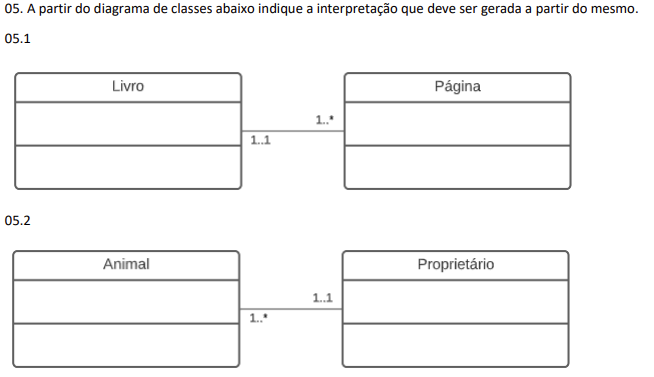 05. A partir do diagrama de classes abaixo indique a interpretação que deve ser gerada a partir do mesmo.
05.1
Livro
Página
1..*
1..1
05.2
Animal
Proprietário
1..1
1..*